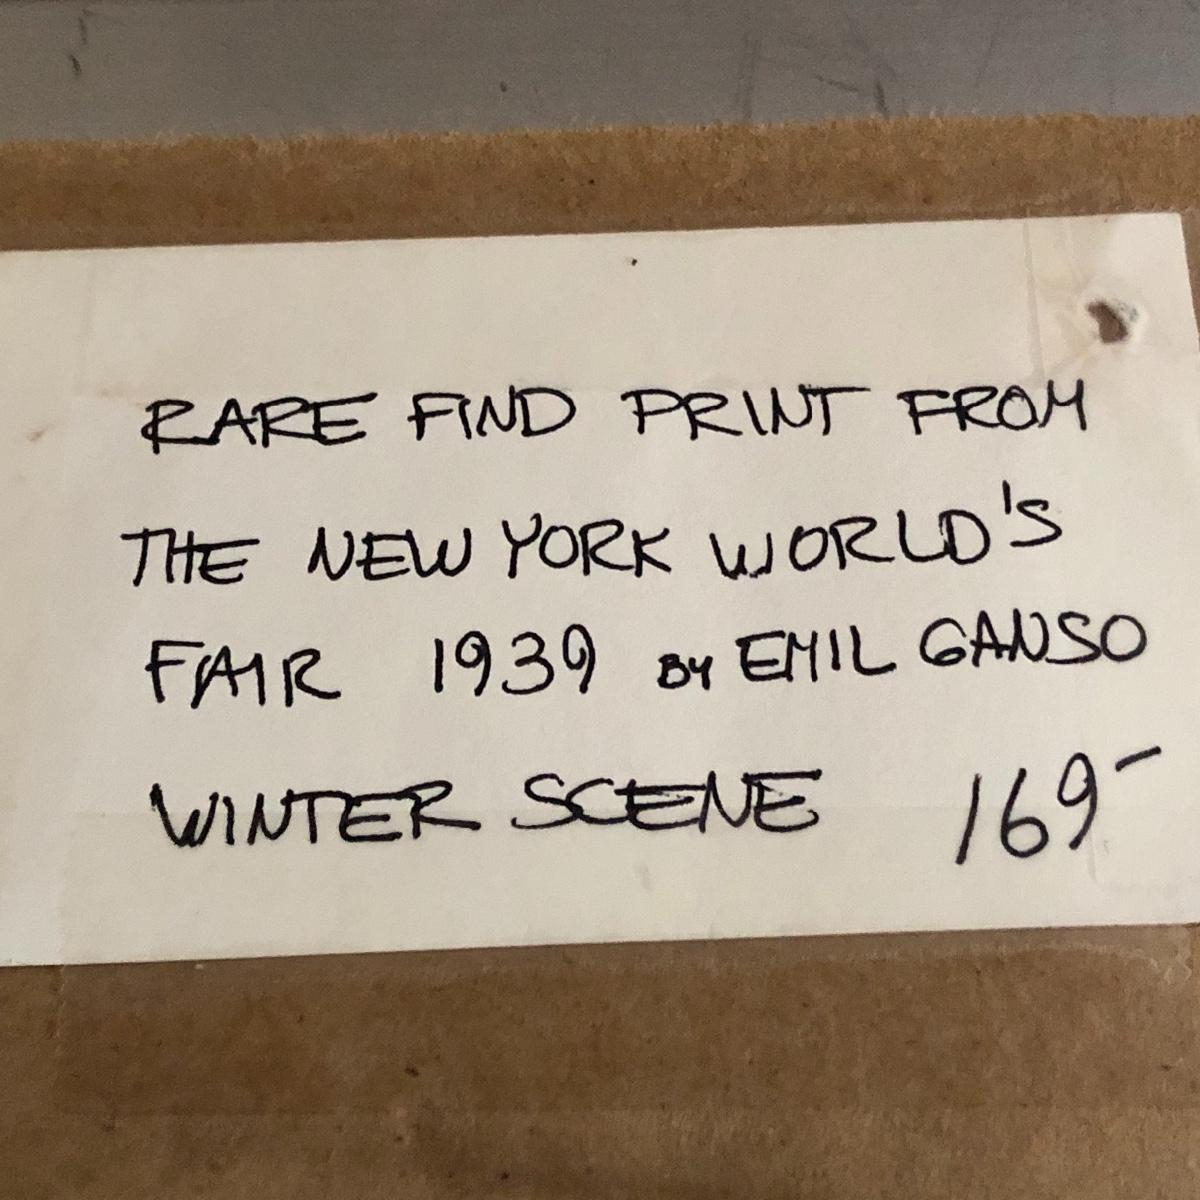 RARE FIND PRINT FROM
THE NEW YORK WORLD'S
FAIR 1939 BY EMIL GANSO
WINTER SCENE 169-